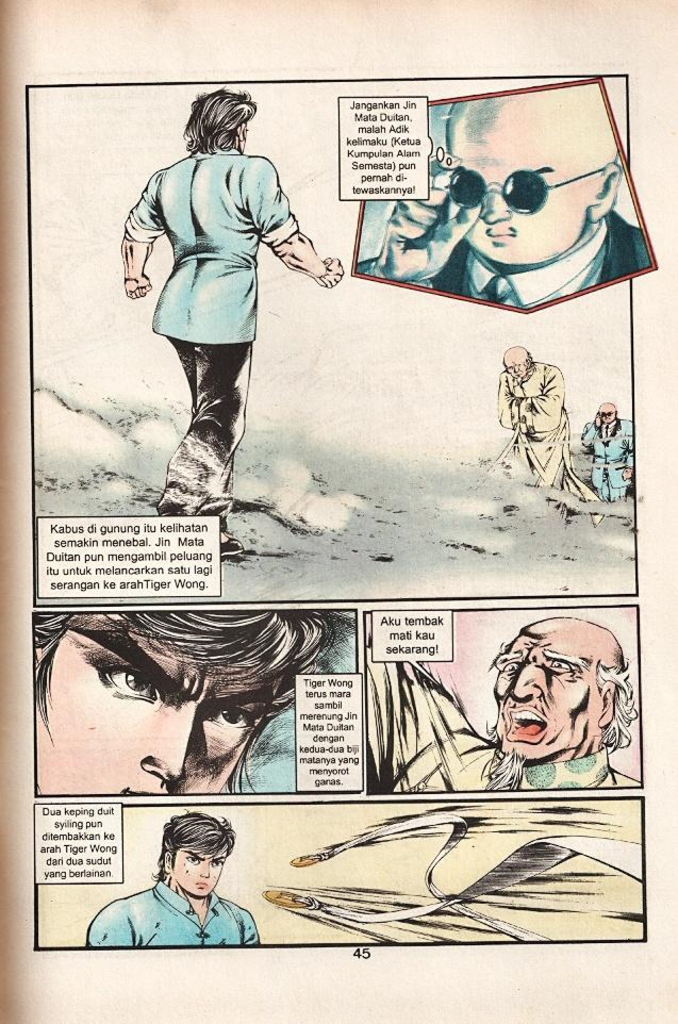 Jangankan Jin
Mata Duitan,
malah Adik
kelimaku (Ketua
Kumpulan Alam
Semesta) pun
pernah di-
tewaskannya!
Kabus di gunung itu kelihatan
semakin menebal. Jin Mata
Duitan pun mengambil peluang
itu untuk melancarkan satu lagi
serangan ke arahTiger Wong.
Tiger Wong
terus mara
sambil
merenung Jin
Mata Duitan
dengan
kedua-dua biji
matanya yang
menyorot
ganas.
Aku tembak
mati kau
sekarang!
Dua keping duit
syiling pun
ditembakkan ke
arah Tiger Wong
dari dua sudut
yang berlainan.
45